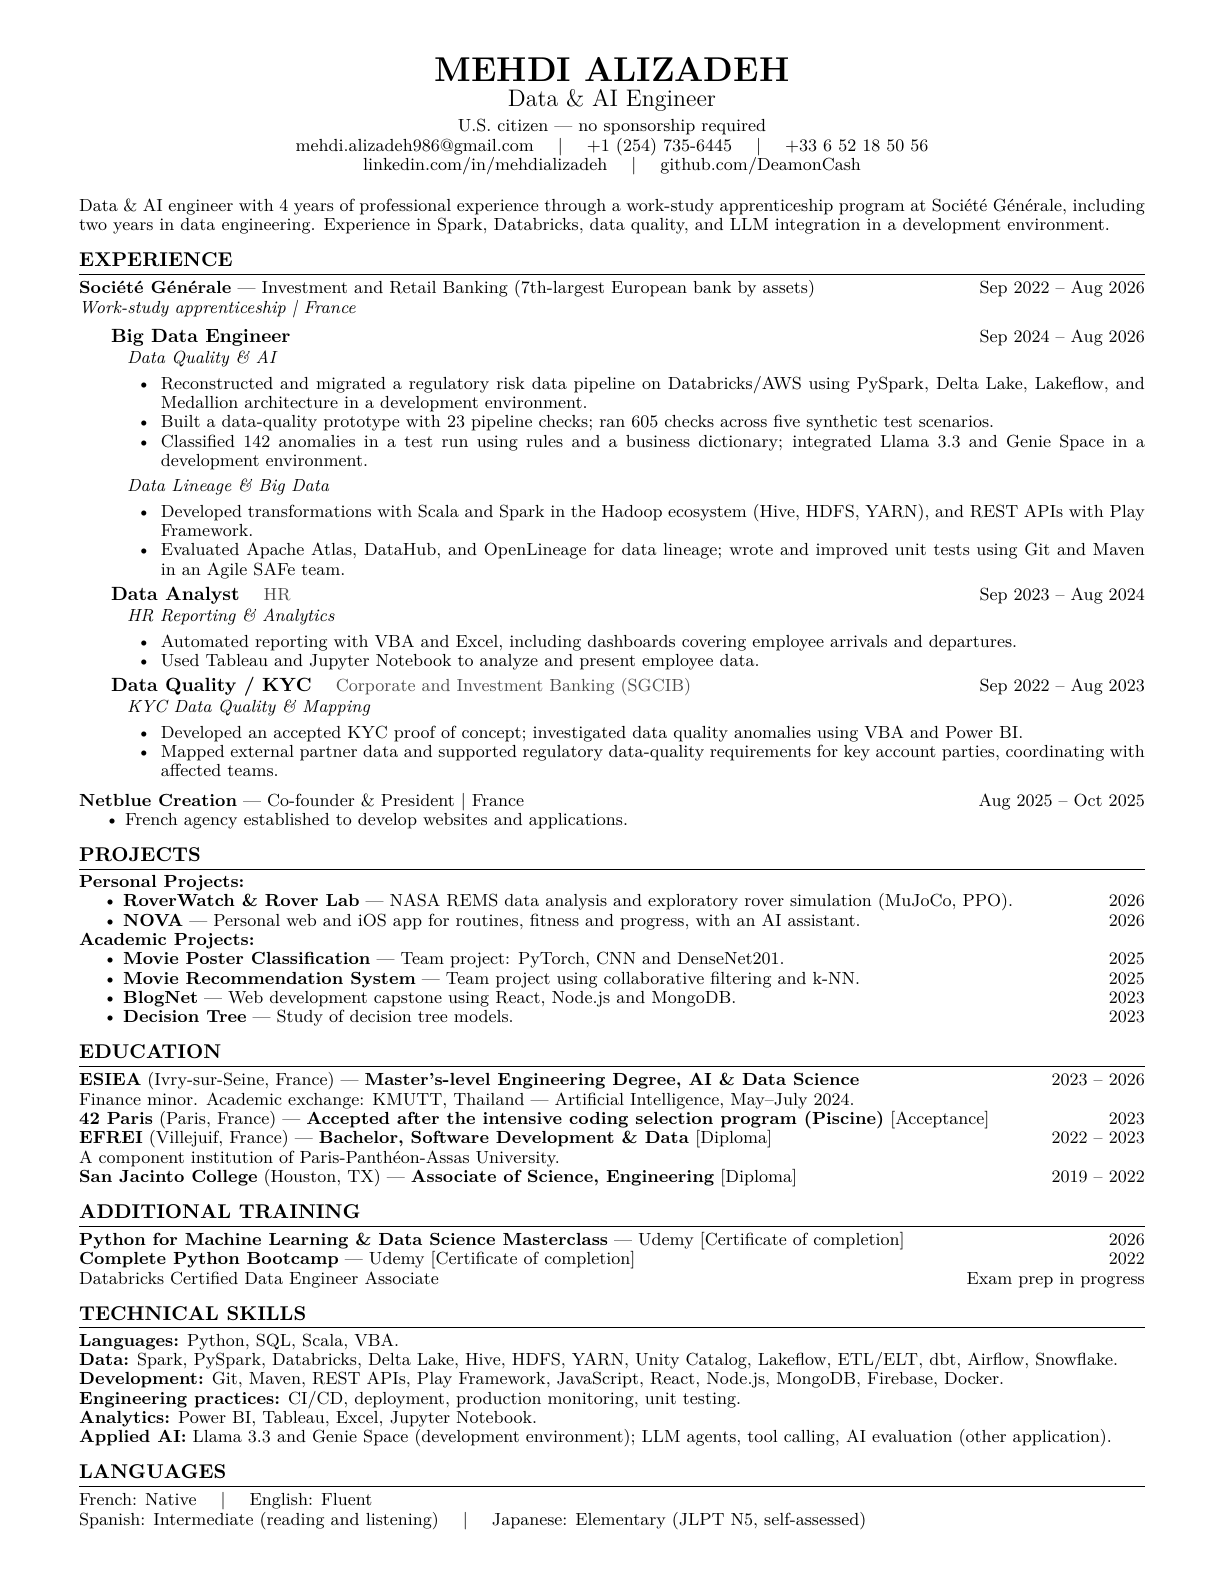 MEHDI ALIZADEH
Data & AI Engineer
U.S. citizen — no sponsorship required
mehdi.alizadeh986@gmail.com | +1 (254) 735-6445 | +33 6 52 18 50 56
linkedin.com/in/mehdializadeh | github.com/DeamonCash
Data & AI engineer with 4 years of professional experience through a work-study apprenticeship program at Société Générale, including
two years in data engineering. Experience in Spark, Databricks, data quality, and LLM integration in a development environment.
EXPERIENCE
Société Générale — Investment and Retail Banking (7th-largest European bank by assets) Sep 2022 – Aug 2026
Work-study apprenticeship | France
Big Data Engineer Sep 2024 – Aug 2026
Data Quality & AI
• Reconstructed and migrated a regulatory risk data pipeline on Databricks/AWS using PySpark, Delta Lake, Lakeflow, and
Medallion architecture in a development environment.
• Built a data-quality prototype with 23 pipeline checks; ran 605 checks across five synthetic test scenarios.
• Classified 142 anomalies in a test run using rules and a business dictionary; integrated Llama 3.3 and Genie Space in a
development environment.
Data Lineage & Big Data
• Developed transformations with Scala and Spark in the Hadoop ecosystem (Hive, HDFS, YARN), and REST APIs with Play
Framework.
• Evaluated Apache Atlas, DataHub, and OpenLineage for data lineage; wrote and improved unit tests using Git and Maven
in an Agile SAFe team.
Data Analyst HR Sep 2023 – Aug 2024
HR Reporting & Analytics
• Automated reporting with VBA and Excel, including dashboards covering employee arrivals and departures.
• Used Tableau and Jupyter Notebook to analyze and present employee data.
Data Quality / KYC Corporate and Investment Banking (SGCIB) Sep 2022 – Aug 2023
KYC Data Quality & Mapping
• Developed an accepted KYC proof of concept; investigated data quality anomalies using VBA and Power BI.
• Mapped external partner data and supported regulatory data-quality requirements for key account parties, coordinating with
affected teams.
Netblue Creation — Co-founder & President | France Aug 2025 – Oct 2025
• French agency established to develop websites and applications.
PROJECTS
Personal Projects:
• RoverWatch & Rover Lab — NASA REMS data analysis and exploratory rover simulation (MuJoCo, PPO). 2026
• NOVA — Personal web and iOS app for routines, fitness and progress, with an AI assistant. 2026
Academic Projects:
• Movie Poster Classification — Team project: PyTorch, CNN and DenseNet201. 2025
• Movie Recommendation System — Team project using collaborative filtering and k-NN. 2025
• BlogNet — Web development capstone using React, Node.js and MongoDB. 2023
• Decision Tree — Study of decision tree models. 2023
EDUCATION
ESIEA (Ivry-sur-Seine, France) — Master's-level Engineering Degree, AI & Data Science 2023 – 2026
Finance minor. Academic exchange: KMUTT, Thailand — Artificial Intelligence, May–July 2024.
42 Paris (Paris, France) — Accepted after the intensive coding selection program (Piscine) [Acceptance] 2023
EFREI (Villejuif, France) — Bachelor, Software Development & Data [Diploma] 2022 – 2023
A component institution of Paris-Panthéon-Assas University.
San Jacinto College (Houston, TX) — Associate of Science, Engineering [Diploma] 2019 – 2022
ADDITIONAL TRAINING
Python for Machine Learning & Data Science Masterclass — Udemy [Certificate of completion] 2026
Complete Python Bootcamp — Udemy [Certificate of completion] 2022
Databricks Certified Data Engineer Associate Exam prep in progress
TECHNICAL SKILLS
Languages: Python, SQL, Scala, VBA.
Data: Spark, PySpark, Databricks, Delta Lake, Hive, HDFS, YARN, Unity Catalog, Lakeflow, ETL/ELT, dbt, Airflow, Snowflake.
Development: Git, Maven, REST APIs, Play Framework, JavaScript, React, Node.js, MongoDB, Firebase, Docker.
Engineering practices: CI/CD, deployment, production monitoring, unit testing.
Analytics: Power BI, Tableau, Excel, Jupyter Notebook.
Applied AI: Llama 3.3 and Genie Space (development environment); LLM agents, tool calling, AI evaluation (other application).
LANGUAGES
French: Native | English: Fluent
Spanish: Intermediate (reading and listening) | Japanese: Elementary (JLPT N5, self-assessed)